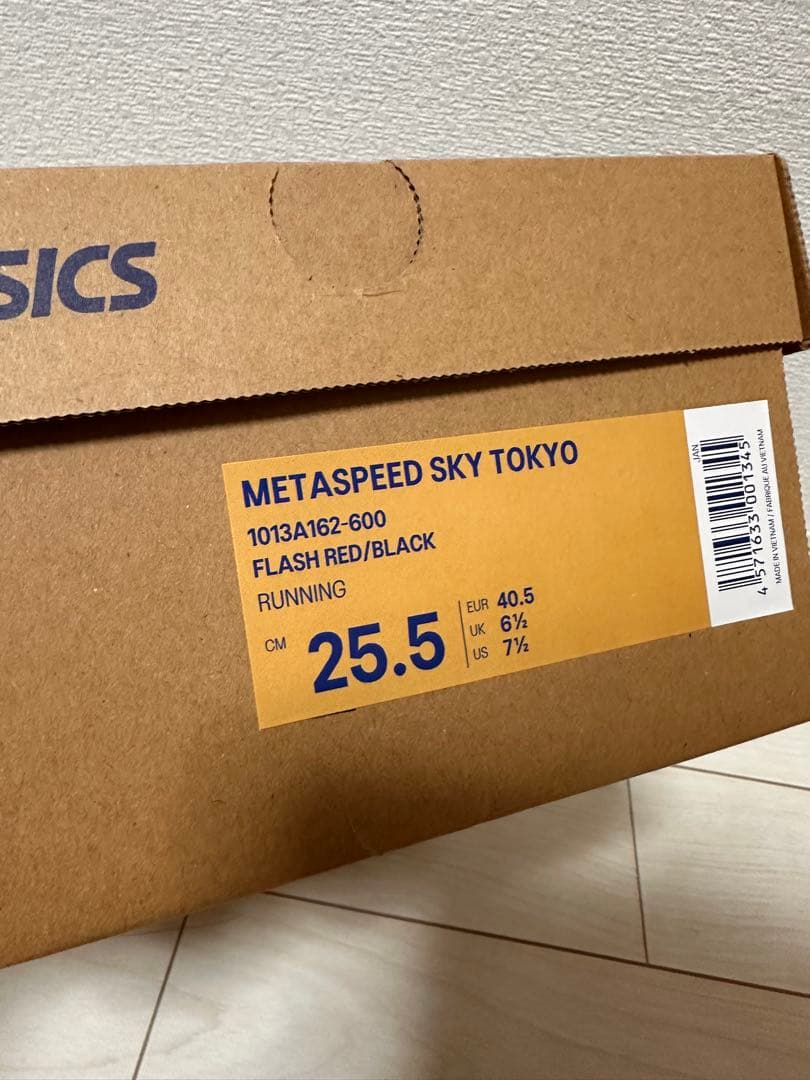 SICS
METASPEED SKY TOKYO
1013A162-600
FLASH RED/BLACK
RUNNING
CM 25.5
EUR 40.5
UK 6½
US 7½
JAN
4 571633 001345
MADE IN VIETNAM / FABRIQUÉ AU VIETNAM